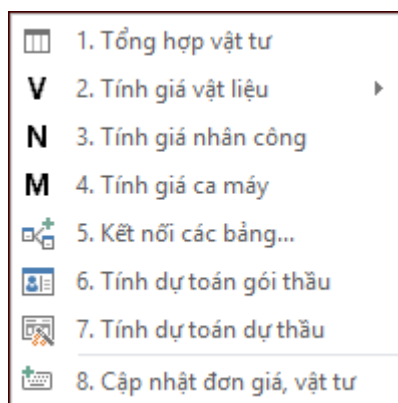 1. Tổng hợp vật tư
V 2. Tính giá vật liệu
N 3. Tính giá nhân công
M 4. Tính giá ca máy
5. Kết nối các bảng...
6. Tính dự toán gói thầu
7. Tính dự toán dự thầu
8. Cập nhật đơn giá, vật tư